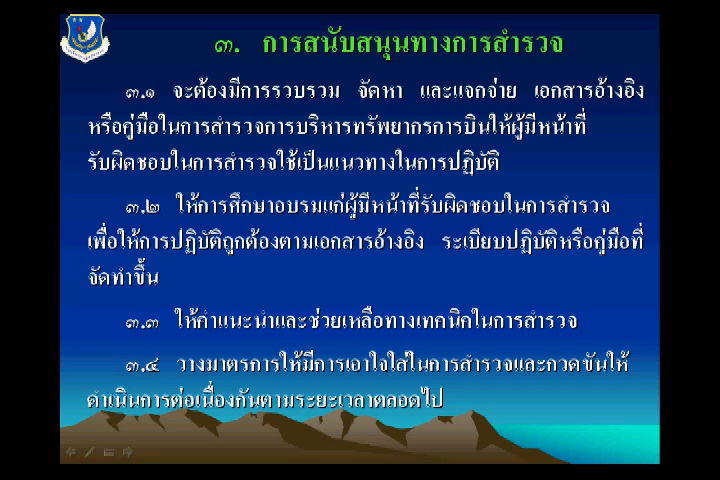 ๓. การสนับสนุนทางการสำรวจ
๓.๑ จะต้องมีการรวบรวม จัดหา และแจกจ่าย เอกสารอ้างอิง
หรือคู่มือในการสำรวจการบริหารทรัพยากรการบินให้ผู้มีหน้าที่
รับผิดชอบในการสำรวจใช้เป็นแนวทางในการปฏิบัติ
๓.๒ ให้การศึกษาอบรมแก่ผู้มีหน้าที่รับผิดชอบในการสำรวจ
เพื่อให้การปฏิบัติถูกต้องตามเอกสารอ้างอิง ระเบียบปฏิบัติหรือคู่มือที่
จัดทำขึ้น
๓.๓ ให้คำแนะนำและช่วยเหลือทางเทคนิคในการสำรวจ
๓.๔ วางมาตรการให้มีการเอาใจใส่ในการสำรวจและกวดขันให้
ดำเนินการต่อเนื่องกันตามระยะเวลาตลอดไป